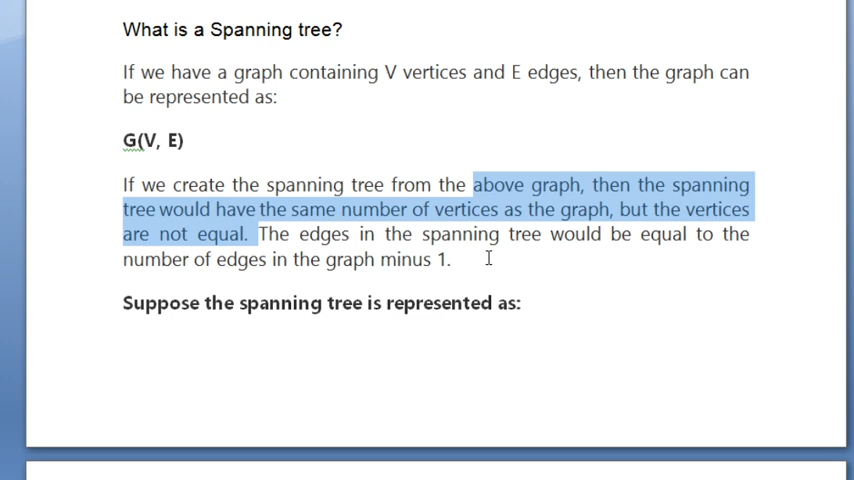 What is a Spanning tree?
If we have a graph containing V vertices and E edges, then the graph can
be represented as:
G(V, E)
If we create the spanning tree from the above graph, then the spanning
tree would have the same number of vertices as the graph, but the vertices
are not equal. The edges in the spanning tree would be equal to the
number of edges in the graph minus 1.
Suppose the spanning tree is represented as: